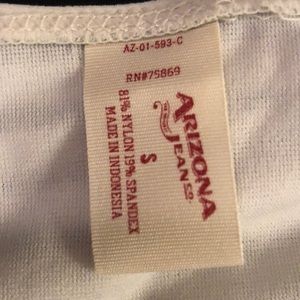 AZ-01-593-C
RN#75869
ARIZONA
JEAN CO.
S
81% NYLON 19% SPANDEX
MADE IN INDONESIA